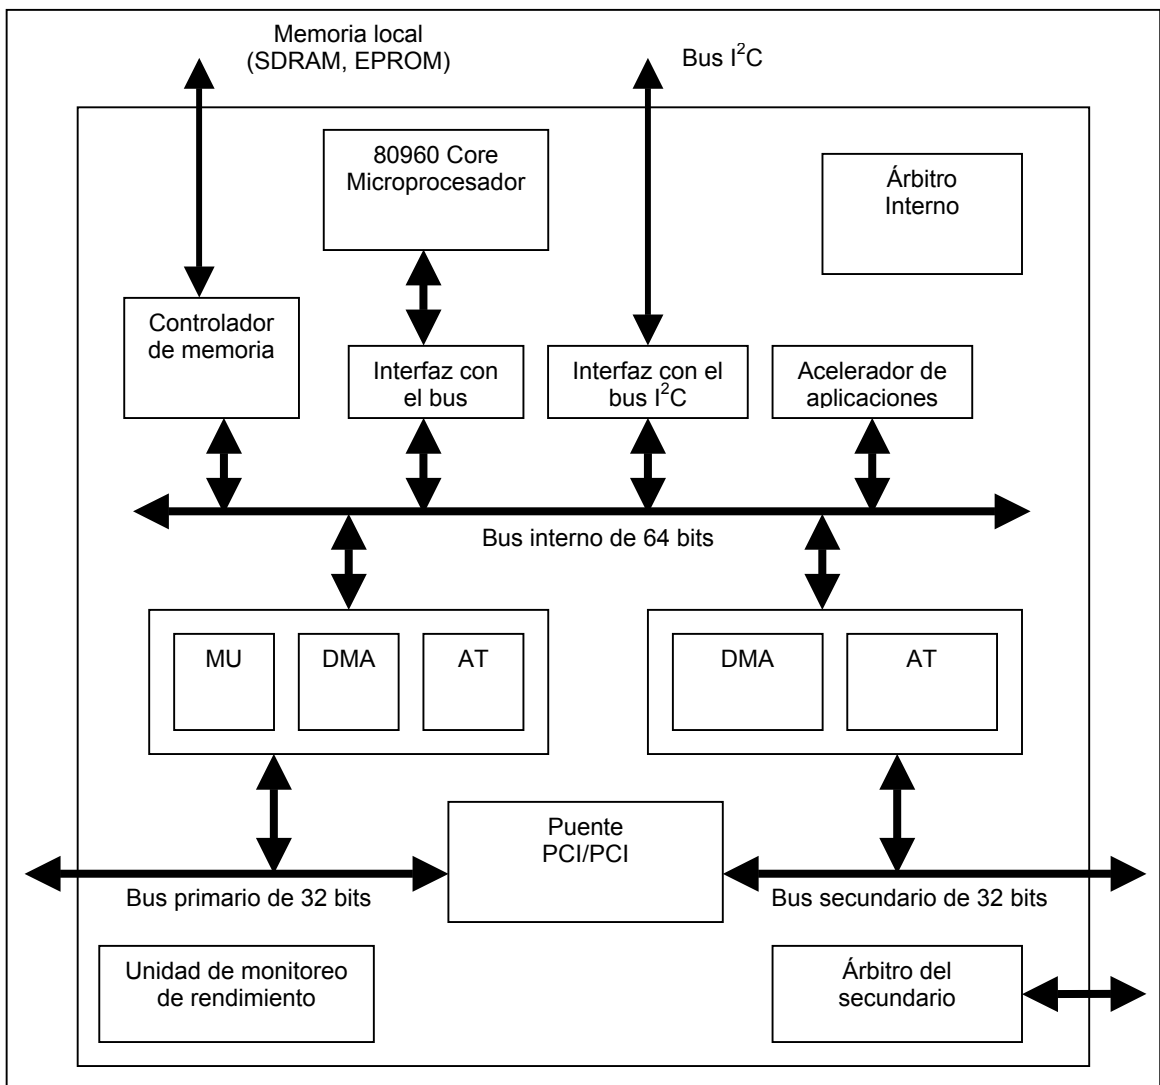 Memoria local
(SDRAM, EPROM)
Bus I²C
80960 Core
Microprocesador
Árbitro
Interno
Controlador
de memoria
Interfaz con
el bus
Interfaz con el
bus I²C
Acelerador de
aplicaciones
Bus interno de 64 bits
MU
DMA
AT
DMA
AT
Puente
PCI/PCI
Bus primario de 32 bits
Bus secundario de 32 bits
Unidad de monitoreo
de rendimiento
Árbitro del
secundario